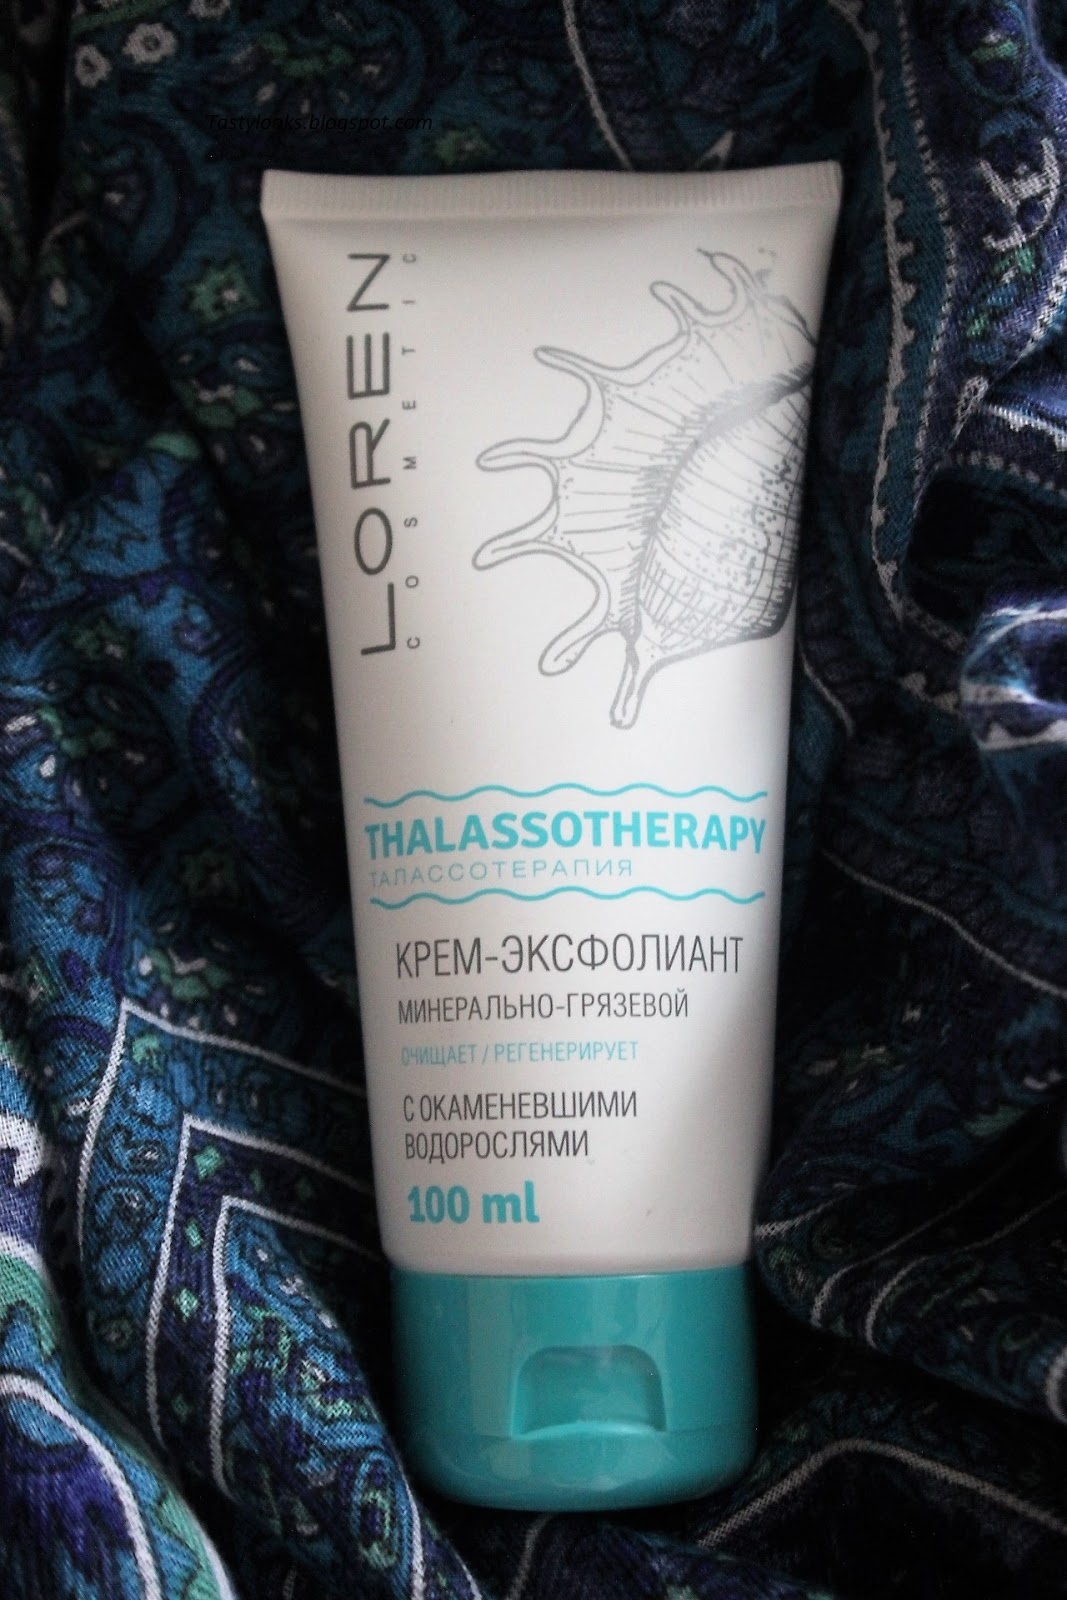 Tastylooks.blogspot.com
LOREN
COSMETIC
THALASSOTHERAPY
ТАЛАССОТЕРАПИЯ
КРЕМ-ЭКСФОЛИАНТ
МИНЕРАЛЬНО-ГРЯЗЕВОЙ
ОЧИЩАЕТ / РЕГЕНЕРИРУЕТ
С ОКАМЕНЕВШИМИ
ВОДОРОСЛЯМИ
100 ml